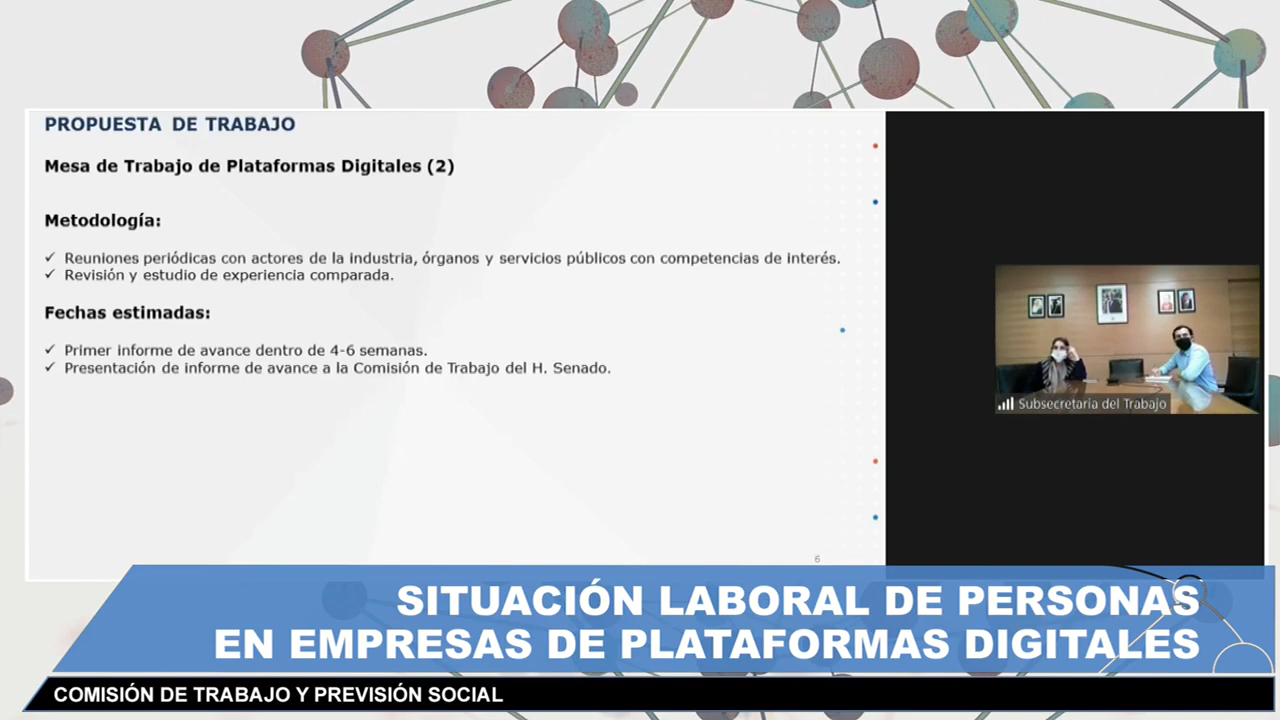 PROPUESTA DE TRABAJO
Mesa de Trabajo de Plataformas Digitales (2)
Metodología:
✓ Reuniones periódicas con actores de la industria, órganos y servicios públicos con competencias de interés.
✓ Revisión y estudio de experiencia comparada.
Fechas estimadas:
✓ Primer informe de avance dentro de 4-6 semanas.
✓ Presentación de informe de avance a la Comisión de Trabajo del H. Senado.
6
Subsecretaria del Trabajo
SITUACIÓN LABORAL DE PERSONAS
EN EMPRESAS DE PLATAFORMAS DIGITALES
COMISIÓN DE TRABAJO Y PREVISIÓN SOCIAL